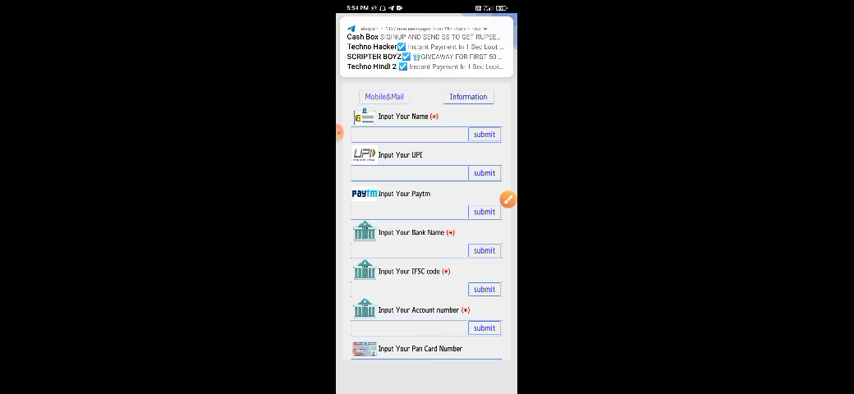 5:54 PM
Cash Box SIGNUP AND SEND SS TO GET RUPEE...
Techno Hacker☑ Instant Payment In 1 Sec Loot ...
SCRIPTER BOYZ☑ 🎁GIVEAWAY FOR FIRST 50 ...
Techno Hindi 2 ☑ Instant Payment In 1 Sec Loot...
Mobile&Mail Information
Input Your Name (*)
submit
UPI Input Your UPI
submit
Paytm Input Your Paytm
submit
Input Your Bank Name (*)
submit
Input Your IFSC code (*)
submit
Input Your Account number (*)
submit
Input Your Pan Card Number